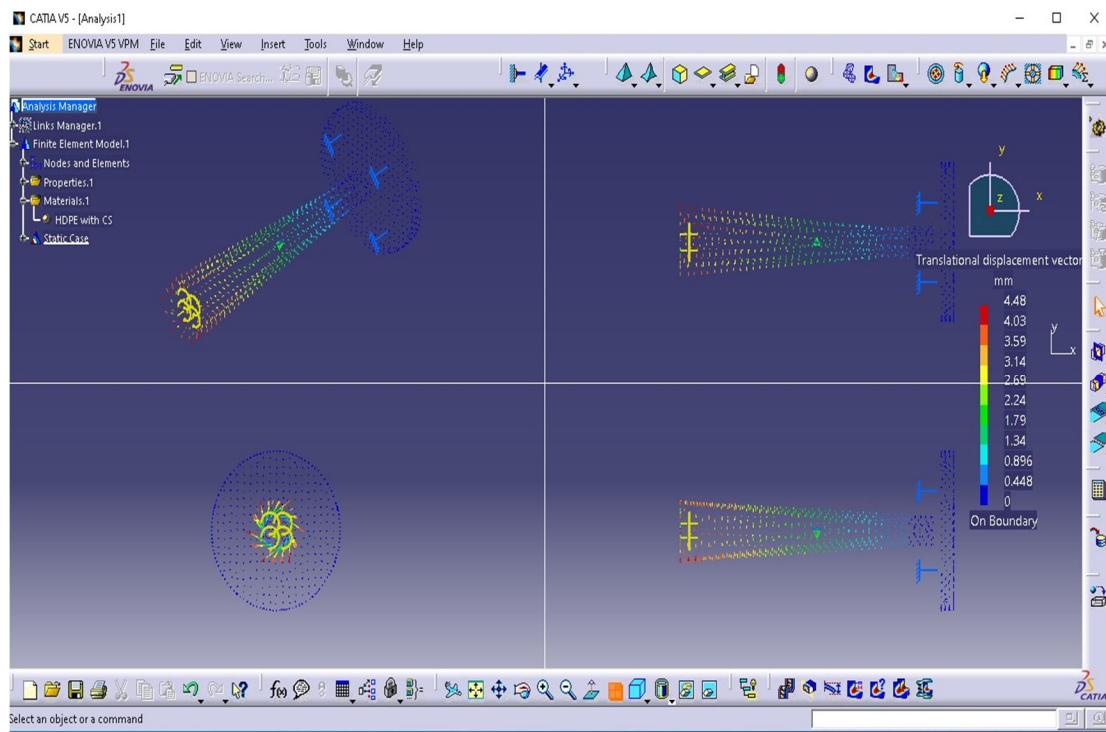 CATIA V5 - [Analysis1]
Start ENOVIA V5 VPM File Edit View Insert Tools Window Help
ENOVIA
ENOVIA Search...
Analysis Manager
Links Manager.1
Finite Element Model.1
Nodes and Elements
Properties.1
Materials.1
HDPE with CS
Static Case
y
x
z
Translational displacement vector
mm
4.48
4.03
3.59
3.14
2.69
2.24
1.79
1.34
0.896
0.448
0
On Boundary
y
x
f(x)
CATIA
Select an object or a command